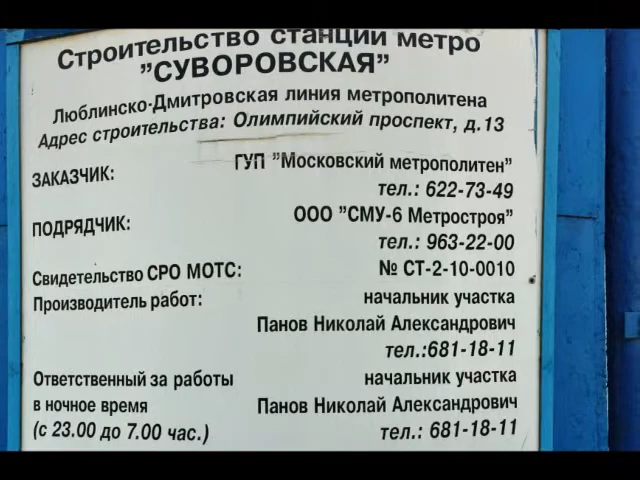 Строительство станции метро
"СУВОРОВСКАЯ"
Люблинско-Дмитровская линия метрополитена
Адрес строительства: Олимпийский проспект, д.13
ЗАКАЗЧИК: ГУП "Московский метрополитен"
тел.: 622-73-49
ПОДРЯДЧИК: ООО "СМУ-6 Метростроя"
тел.: 963-22-00
Свидетельство СРО МОТС: № СТ-2-10-0010
Производитель работ: начальник участка
Панов Николай Александрович
тел.:681-18-11
Ответственный за работы начальник участка
в ночное время Панов Николай Александрович
(с 23.00 до 7.00 час.) тел.: 681-18-11